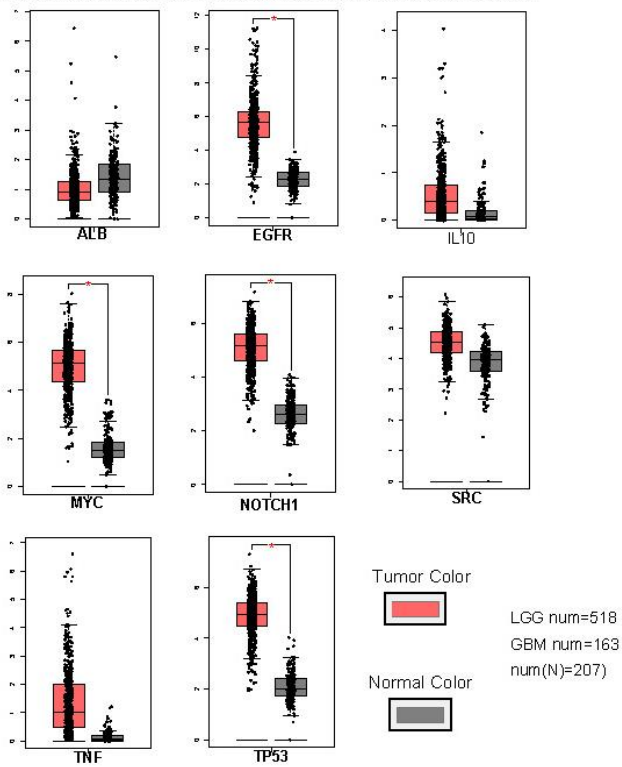 ALB
EGFR
IL10
*
MYC
*
NOTCH1
*
SRC
TNF
TP53
*
Tumor Color
Normal Color
LGG num=518
GBM num=163
num(N)=207)